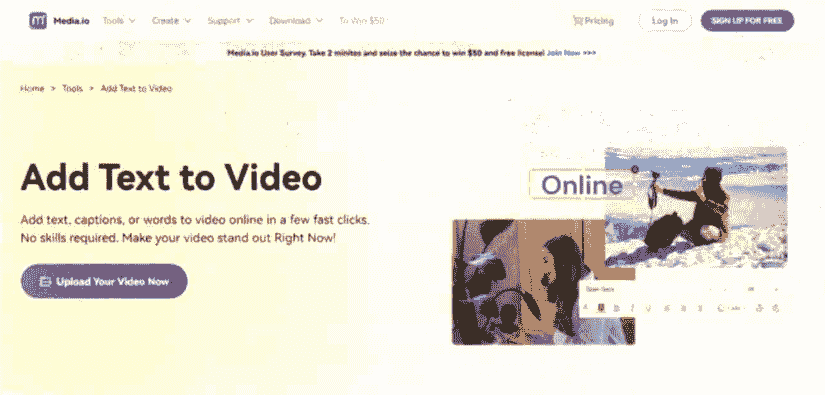 Media.io Tools Create Support Download To Win $50 Pricing Log In SIGN UP FOR FREE
Media.io User Survey. Take 2 minites and seize the chance to win $50 and free license! Join Now >>>
Home > Tools > Add Text to Video
Add Text to Video
Online
Add text, captions, or words to video online in a few fast clicks.
No skills required. Make your video stand out Right Now!
Upload Your Video Now